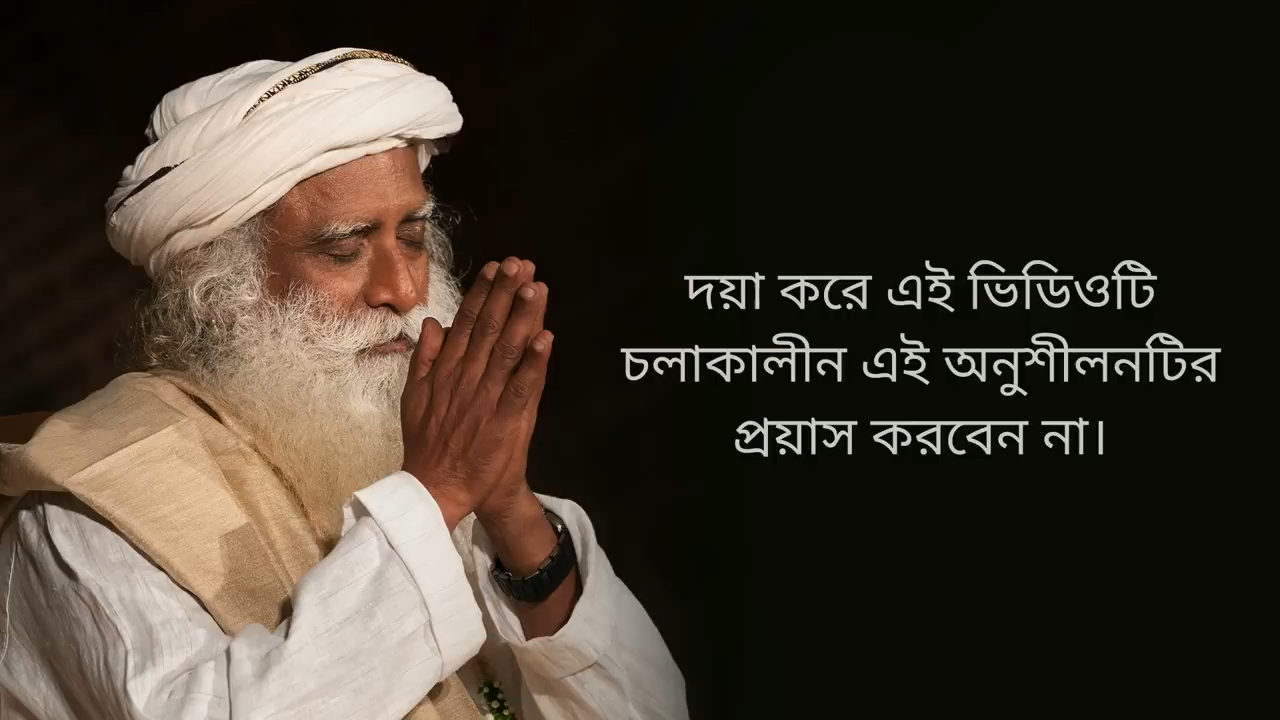 দয়া করে এই ভিডিওটি
চলাকালীন এই অনুশীলনটির
প্রয়াস করবেন না।